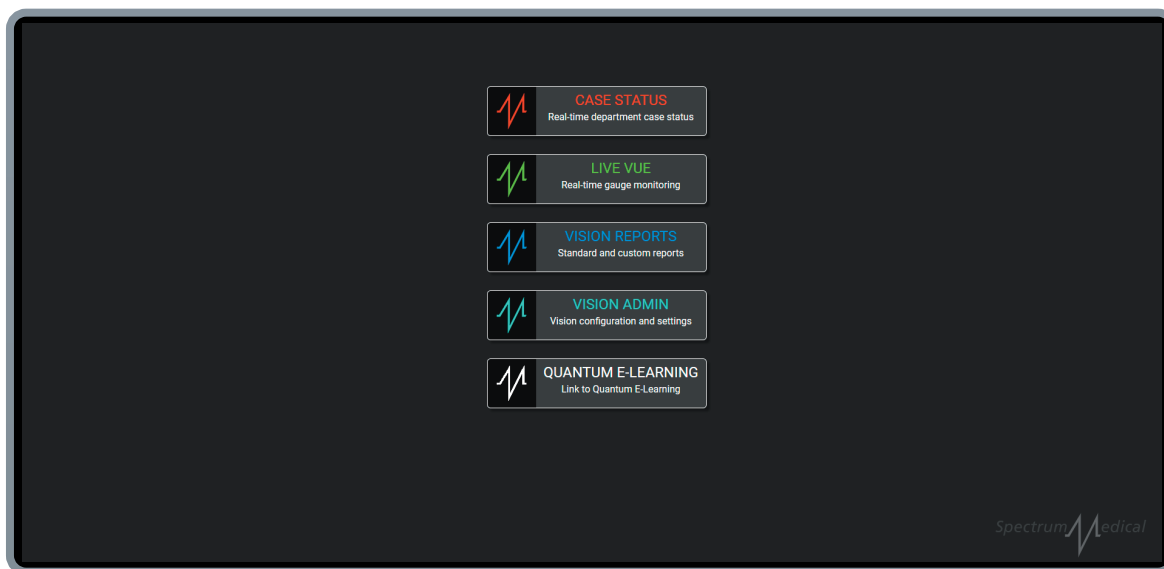 CASE STATUS
Real-time department case status
LIVE VUE
Real-time gauge monitoring
VISION REPORTS
Standard and custom reports
VISION ADMIN
Vision configuration and settings
QUANTUM E-LEARNING
Link to Quantum E-Learning
Spectrum Medical